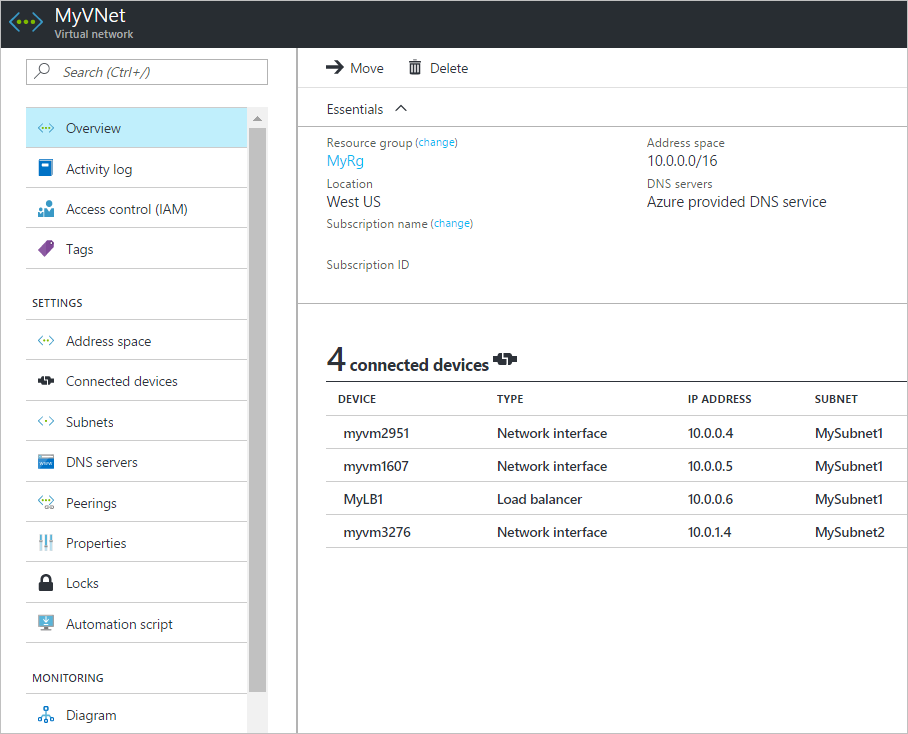 MyVNet
Virtual network
Search (Ctrl+/)
Overview
Activity log
Access control (IAM)
Tags
SETTINGS
Address space
Connected devices
Subnets
DNS servers
Peerings
Properties
Locks
Automation script
MONITORING
Diagram
Move Delete
Essentials
Resource group (change)
MyRg
Location
West US
Subscription name (change)
Subscription ID
Address space
10.0.0.0/16
DNS servers
Azure provided DNS service
4 connected devices
DEVICE TYPE IP ADDRESS SUBNET
myvm2951 Network interface 10.0.0.4 MySubnet1
myvm1607 Network interface 10.0.0.5 MySubnet1
MyLB1 Load balancer 10.0.0.6 MySubnet1
myvm3276 Network interface 10.0.1.4 MySubnet2